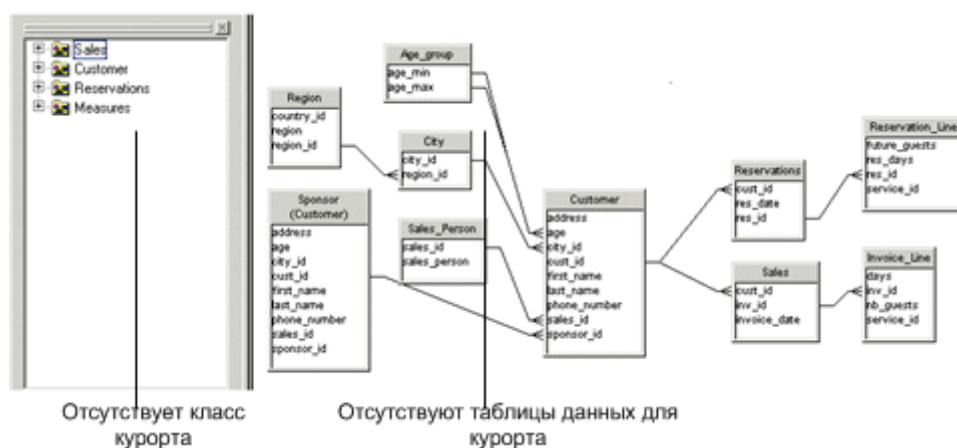 Sales
Customer
Reservations
Measures
Age_group
age_min
age_max
Region
country_id
region
region_id
City
city_id
region_id
Sponsor
(Customer)
address
age
city_id
cust_id
first_name
last_name
phone_number
sales_id
sponsor_id
Sales_Person
sales_id
sales_person
Customer
address
age
city_id
cust_id
first_name
last_name
phone_number
sales_id
sponsor_id
Reservations
cust_id
res_date
res_id
Reservation_Line
future_guests
res_days
res_id
service_id
Sales
cust_id
inv_id
invoice_date
Invoice_Line
days
inv_id
nb_guests
service_id
Отсутствует класс
курорта
Отсутствуют таблицы данных для
курорта